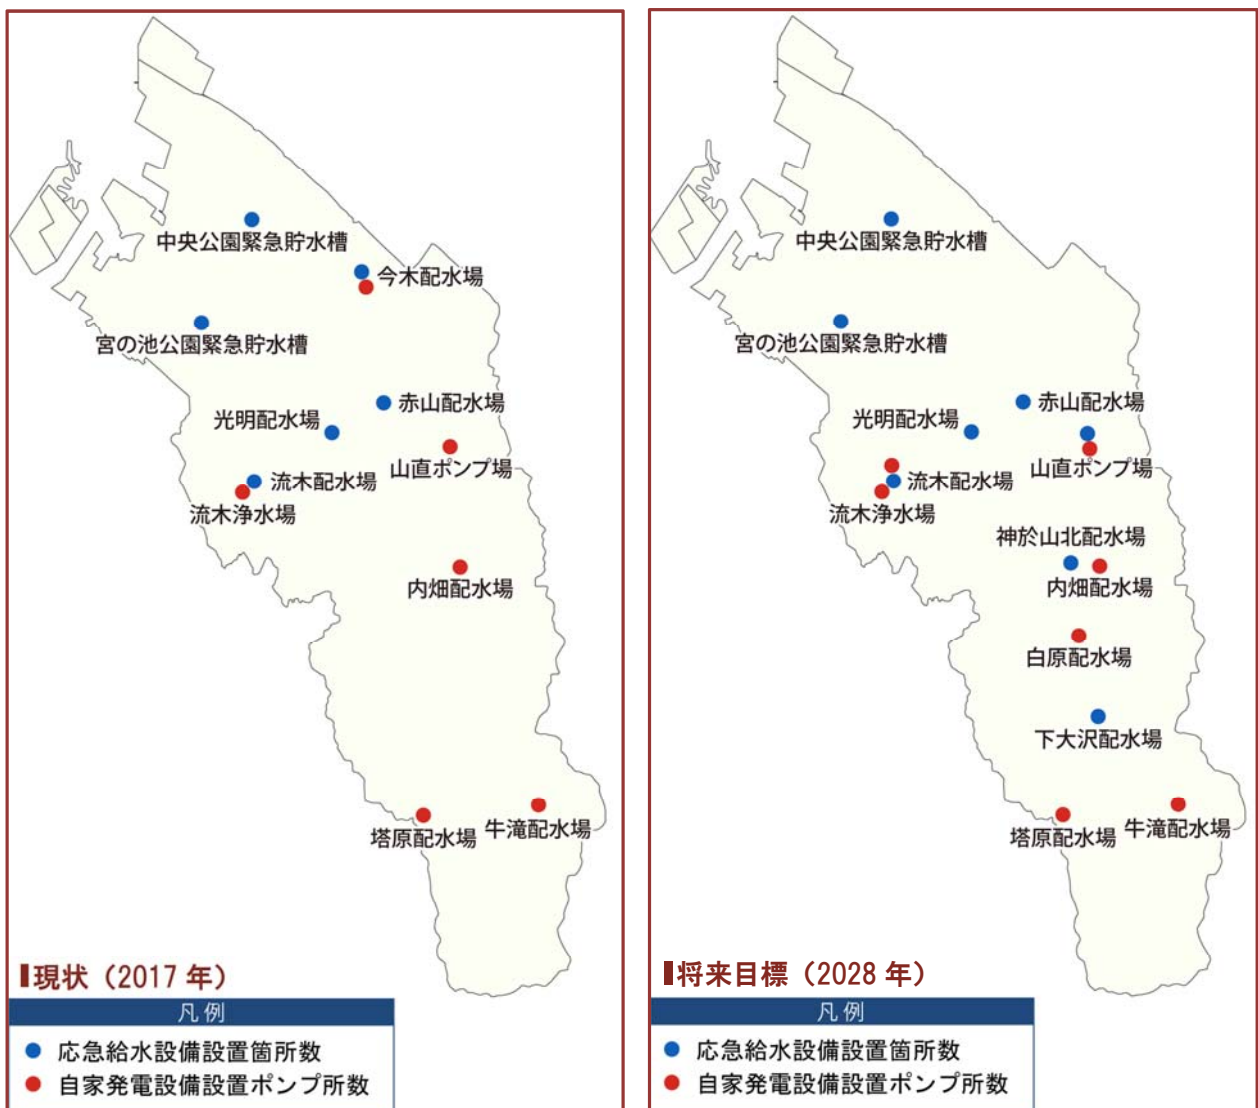 中央公園緊急貯水槽
今木配水場
宮の池公園緊急貯水槽
赤山配水場
光明配水場
山直ポンプ場
流木配水場
流木浄水場
内畑配水場
牛滝配水場
塔原配水場
▮現状（2017 年）
凡例
応急給水設備設置箇所数
自家発電設備設置ポンプ所数
中央公園緊急貯水槽
宮の池公園緊急貯水槽
赤山配水場
光明配水場
山直ポンプ場
流木配水場
流木浄水場
神於山北配水場
内畑配水場
白原配水場
下大沢配水場
牛滝配水場
塔原配水場
▮将来目標（2028 年）
凡例
応急給水設備設置箇所数
自家発電設備設置ポンプ所数